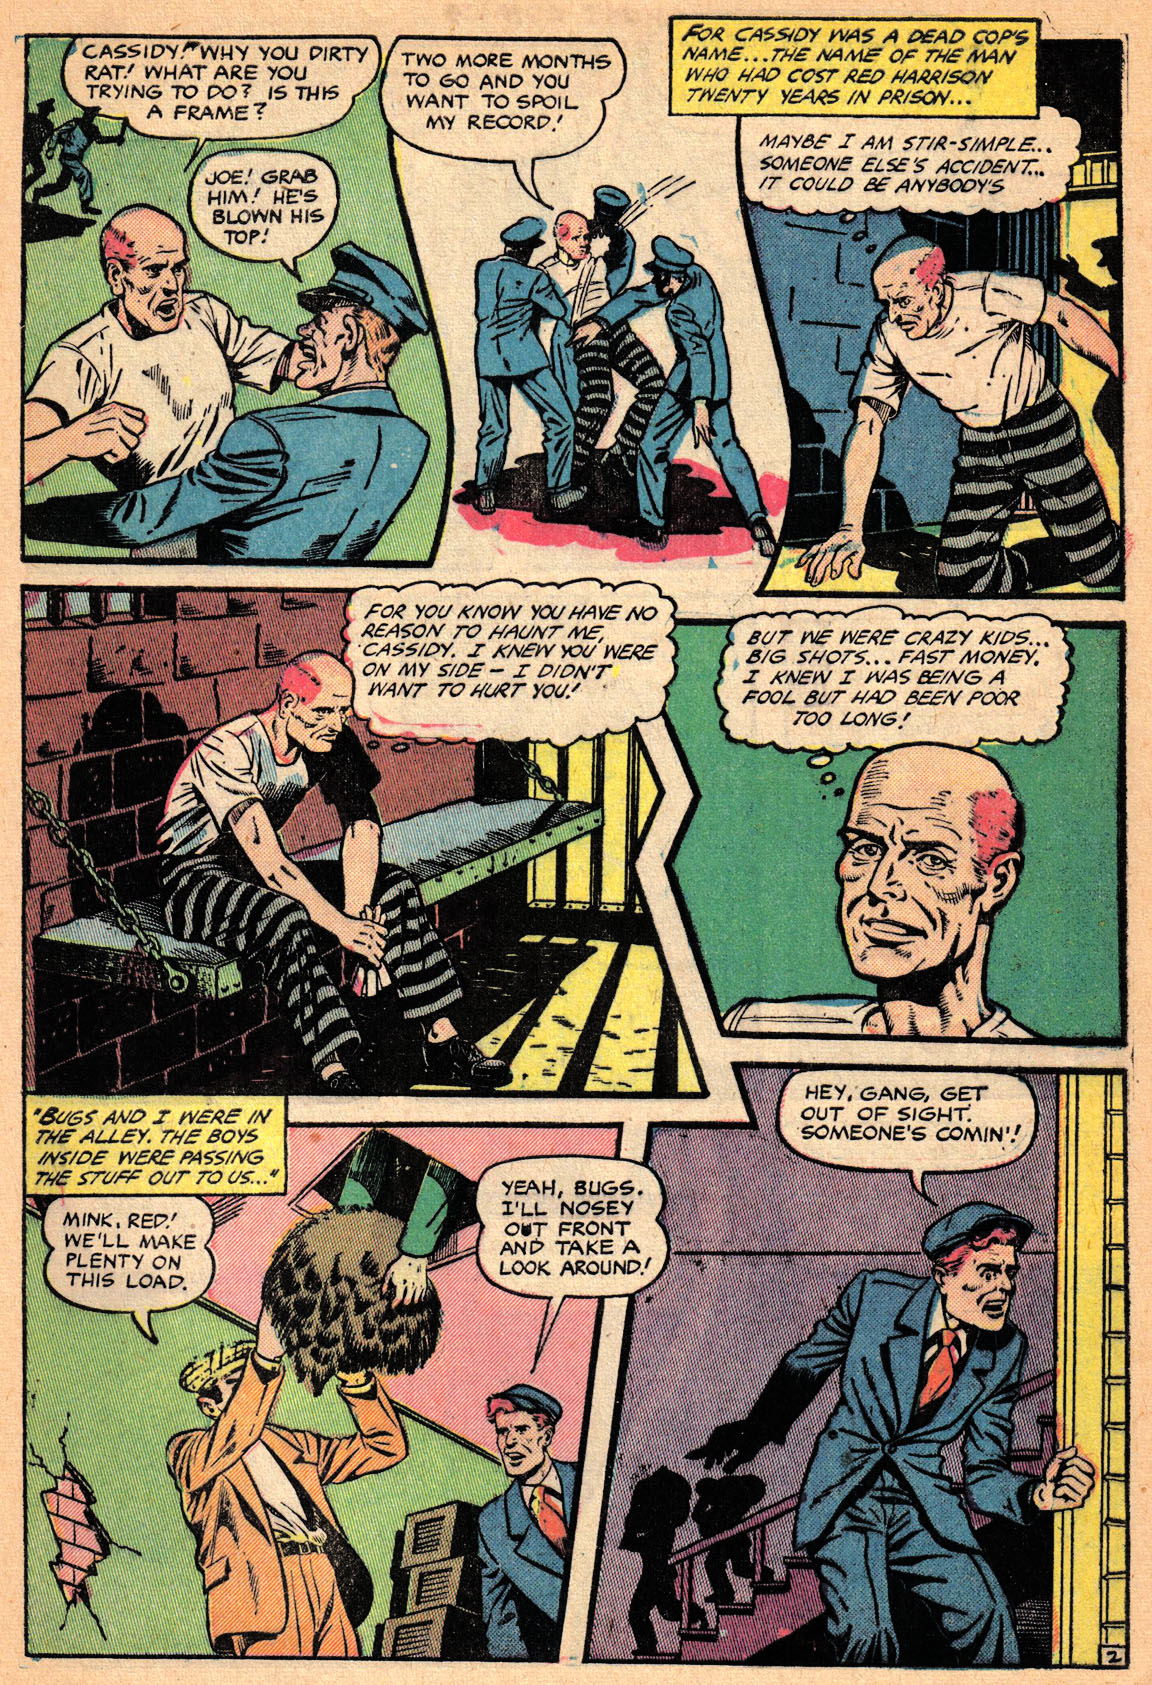 CASSIDY! WHY YOU DIRTY
RAT! WHAT ARE YOU
TRYING TO DO? IS THIS
A FRAME?
JOE! GRAB
HIM! HE'S
BLOWN HIS
TOP!
TWO MORE MONTHS
TO GO AND YOU
WANT TO SPOIL
MY RECORD!
FOR CASSIDY WAS A DEAD COP'S
NAME...THE NAME OF THE MAN
WHO HAD COST RED HARRISON
TWENTY YEARS IN PRISON...
MAYBE I AM STIR-SIMPLE...
SOMEONE ELSE'S ACCIDENT...
IT COULD BE ANYBODY'S
FOR YOU KNOW YOU HAVE NO
REASON TO HAUNT ME,
CASSIDY. I KNEW YOU WERE
ON MY SIDE - I DIDN'T
WANT TO HURT YOU!
BUT WE WERE CRAZY KIDS...
BIG SHOTS... FAST MONEY.
I KNEW I WAS BEING A
FOOL BUT HAD BEEN POOR
TOO LONG!
"BUGS AND I WERE IN
THE ALLEY. THE BOYS
INSIDE WERE PASSING
THE STUFF OUT TO US..."
MINK, RED!
WE'LL MAKE
PLENTY ON
THIS LOAD.
YEAH, BUGS.
I'LL NOSEY
OUT FRONT
AND TAKE A
LOOK AROUND!
HEY, GANG, GET
OUT OF SIGHT.
SOMEONE'S COMIN'!
2